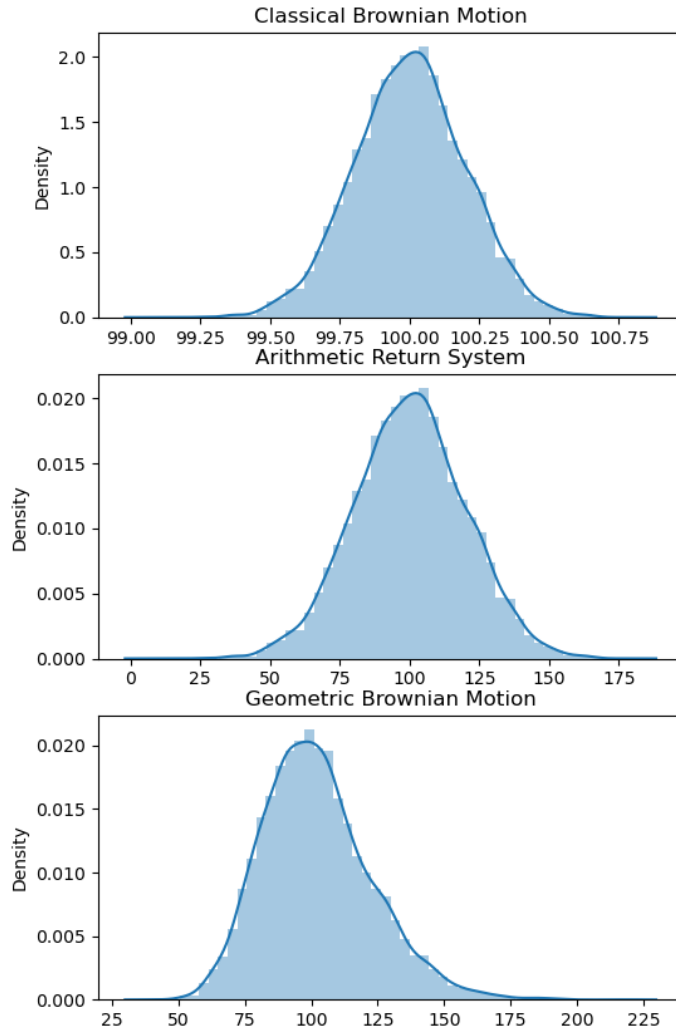 Classical Brownian Motion
2.0
1.5
1.0
0.5
0.0
Density
99.00 99.25 99.50 99.75 100.00 100.25 100.50 100.75
Arithmetic Return System
0.020
0.015
0.010
0.005
0.000
Density
0 25 50 75 100 125 150 175
Geometric Brownian Motion
0.020
0.015
0.010
0.005
0.000
Density
25 50 75 100 125 150 175 200 225